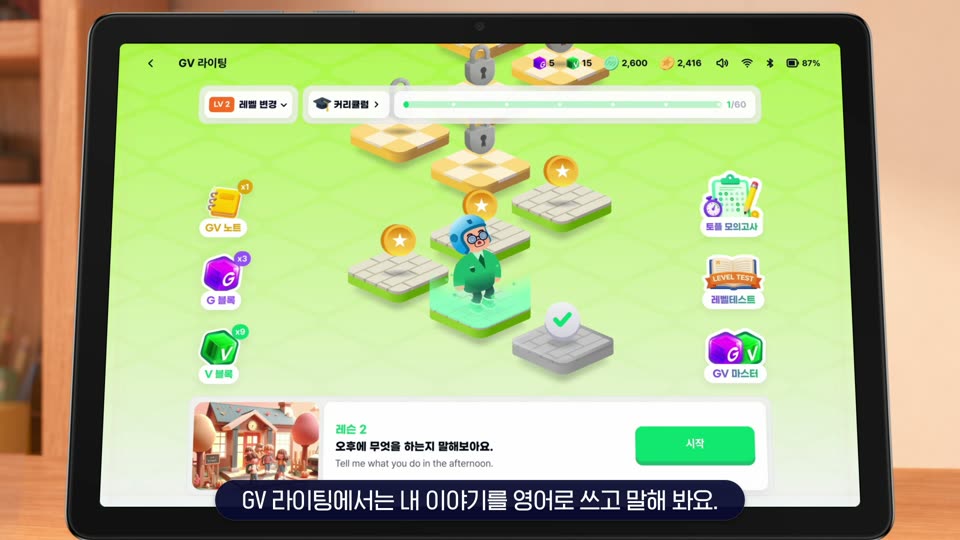 GV 라이팅
5
15
2,600
2,416
87%
LV 2 레벨 변경
커리큘럼
1/60
x1
GV 노트
G
x3
G 블록
V
x9
V 블록
토플 모의고사
LEVEL TEST
레벨테스트
G V
GV 마스터
레슨 2
오후에 무엇을 하는지 말해보아요.
Tell me what you do in the afternoon.
시작
GV 라이팅에서는 내 이야기를 영어로 쓰고 말해 봐요.